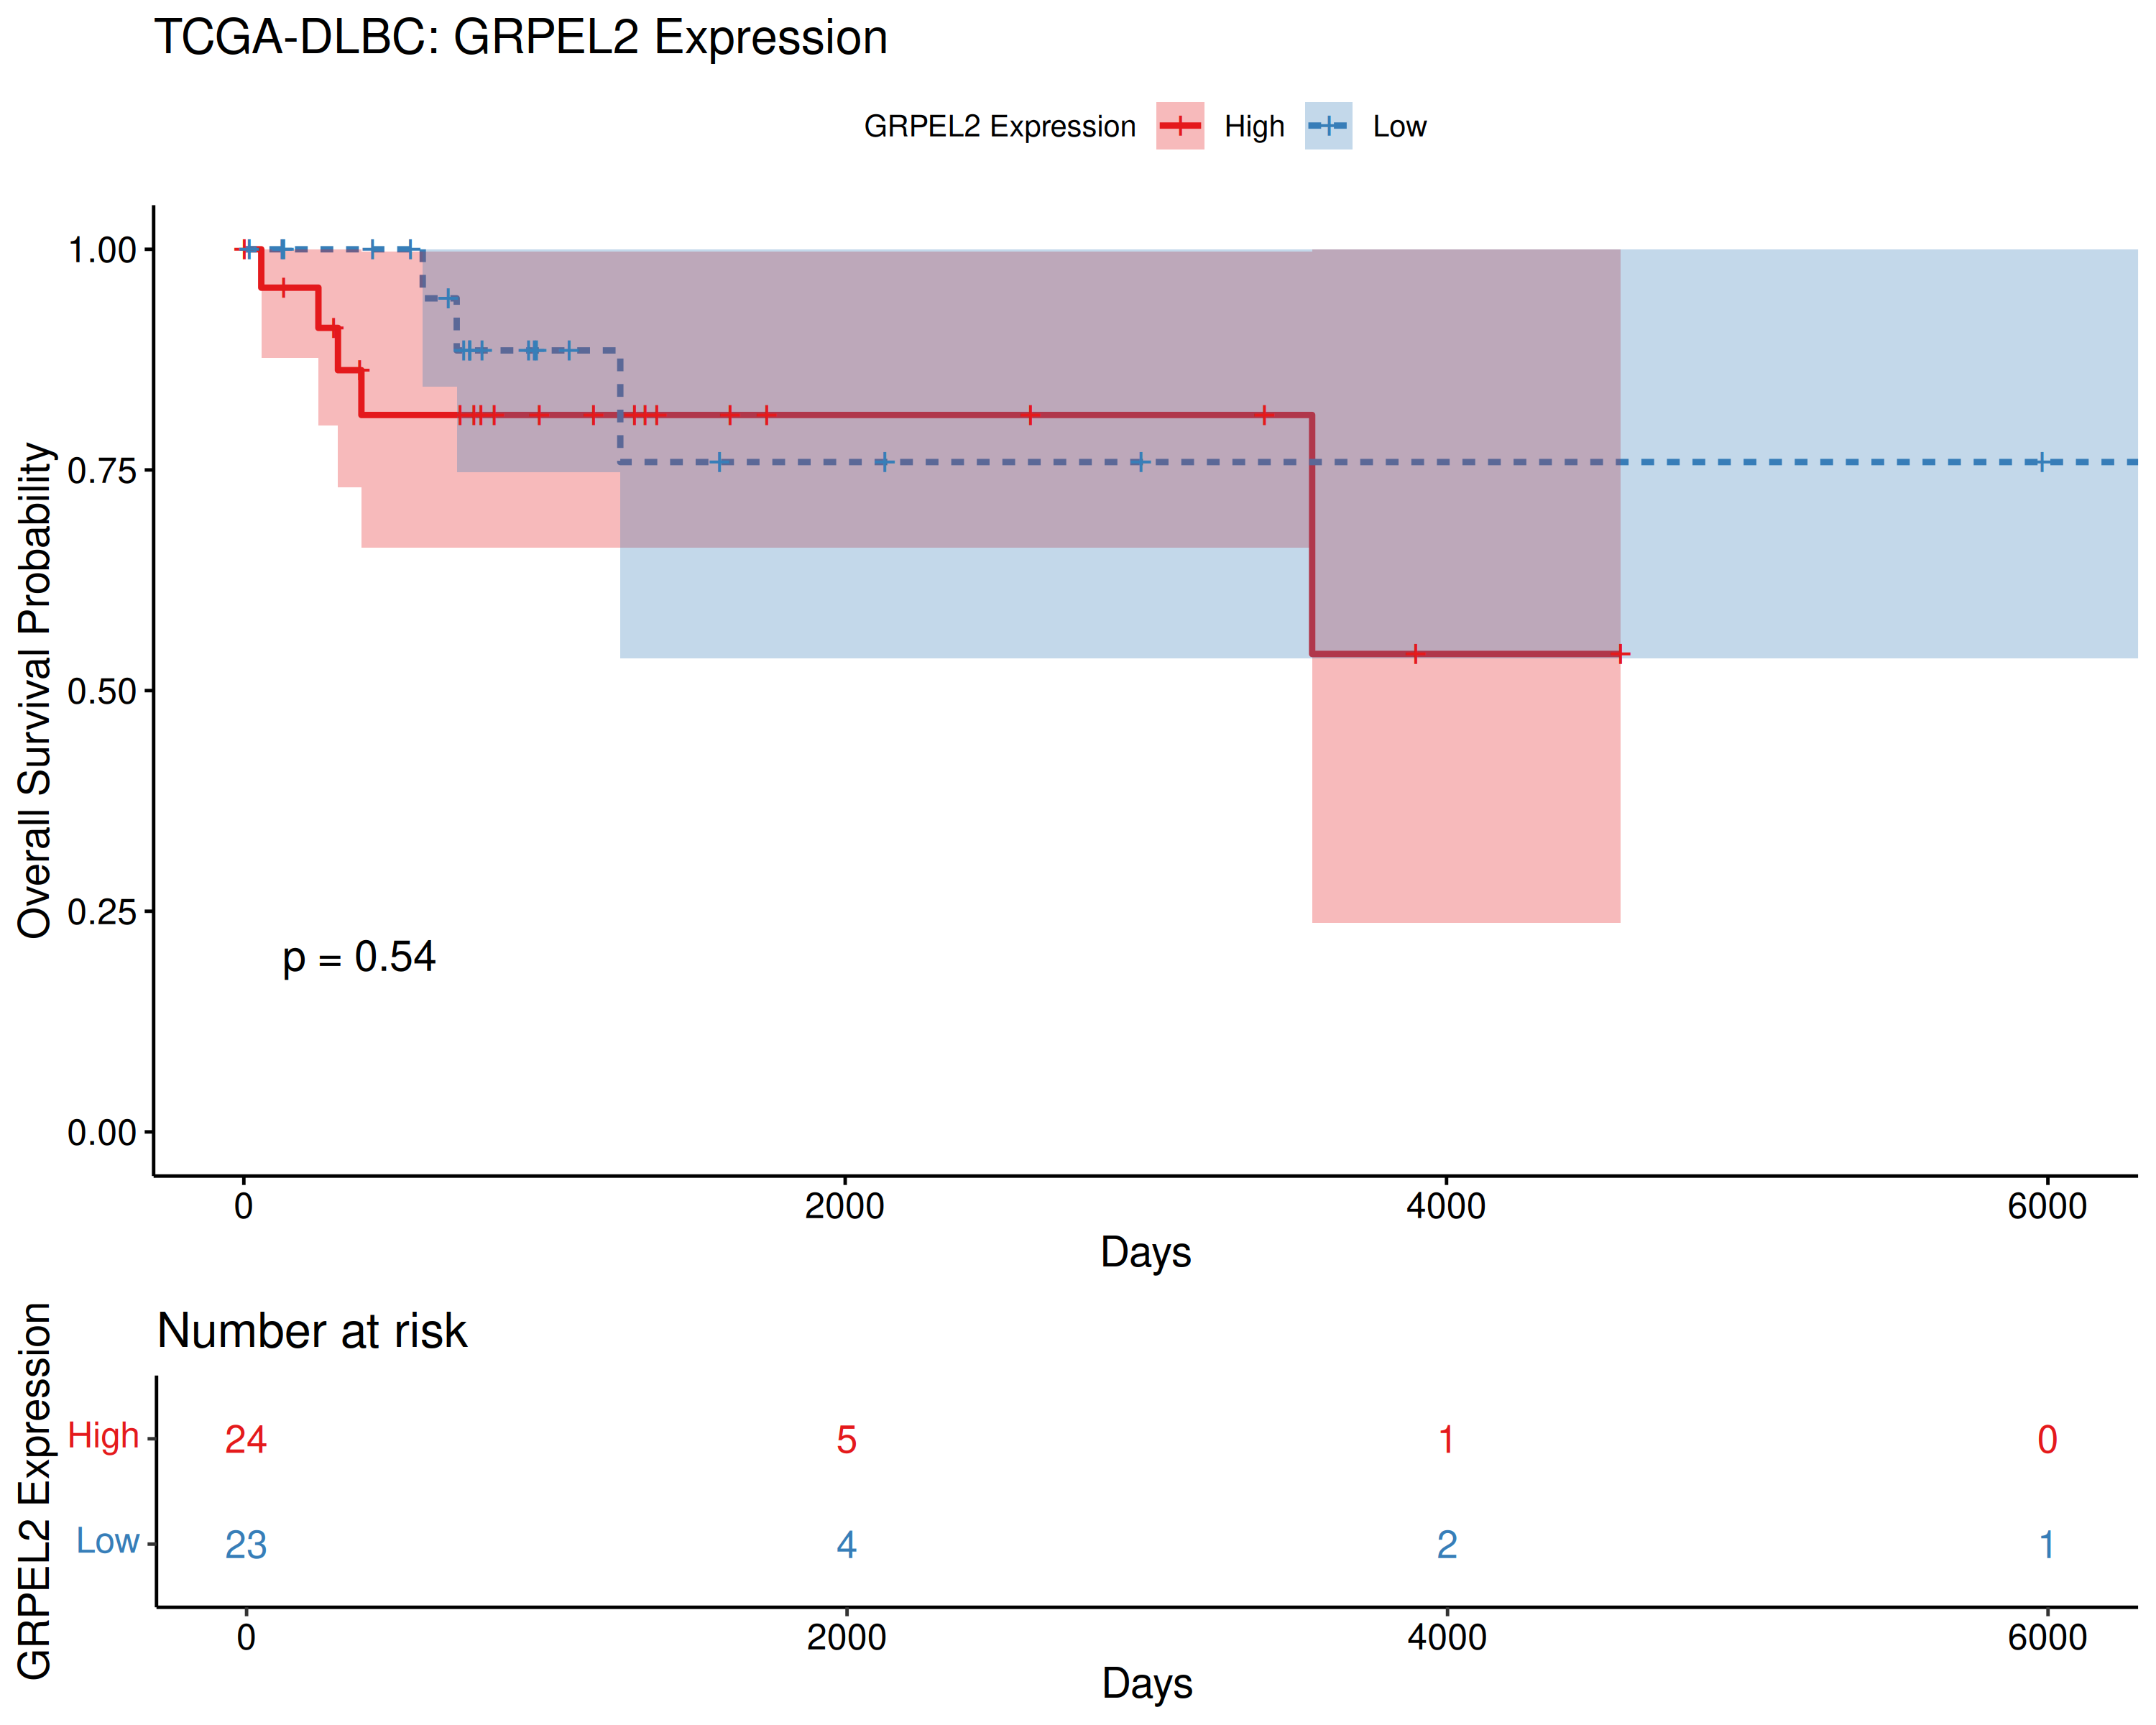 TCGA-DLBC: GRPEL2 Expression
GRPEL2 Expression High Low
Overall Survival Probability
1.00
0.75
0.50
0.25
0.00
p = 0.54
0 2000 4000 6000
Days
Number at risk
GRPEL2 Expression
High 24 5 1 0
Low 23 4 2 1
0 2000 4000 6000
Days